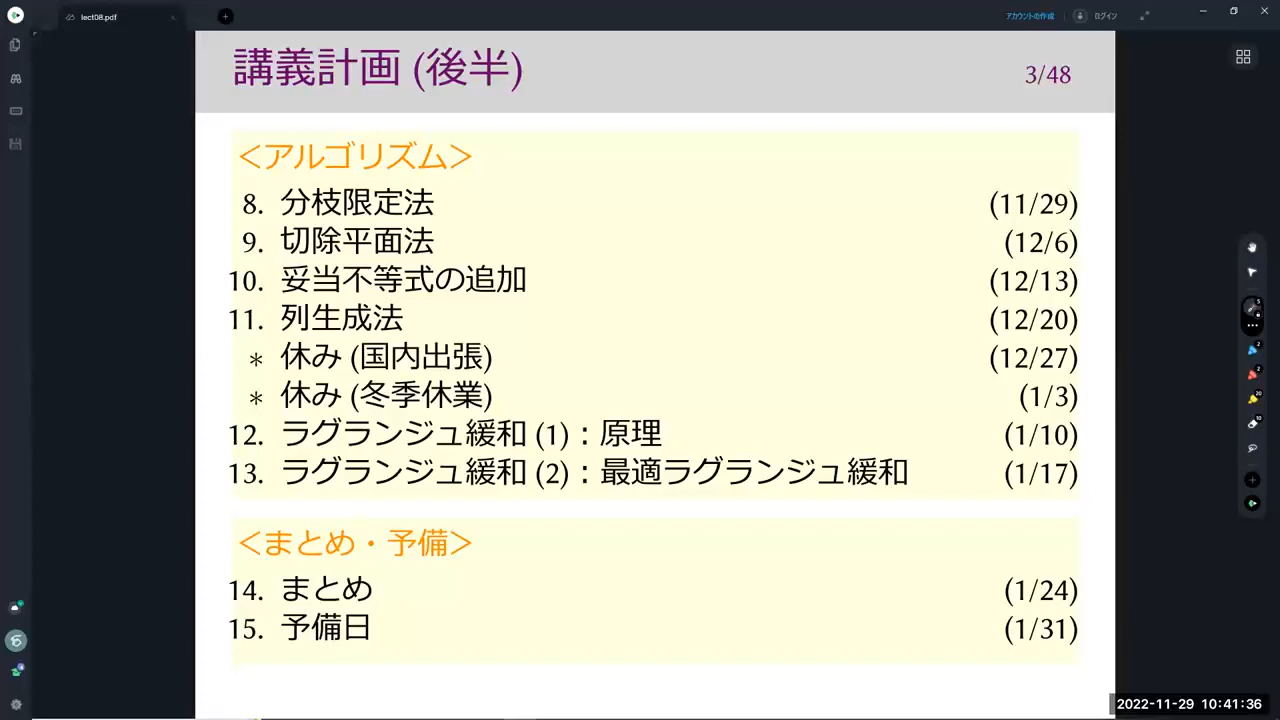 lect08.pdf
アカウントの作成
ログイン
講義計画 (後半)
3/48
<アルゴリズム>
8. 分枝限定法 (11/29)
9. 切除平面法 (12/6)
10. 妥当不等式の追加 (12/13)
11. 列生成法 (12/20)
* 休み (国内出張) (12/27)
* 休み (冬季休業) (1/3)
12. ラグランジュ緩和 (1)：原理 (1/10)
13. ラグランジュ緩和 (2)：最適ラグランジュ緩和 (1/17)
<まとめ・予備>
14. まとめ (1/24)
15. 予備日 (1/31)
2022-11-29 10:41:36